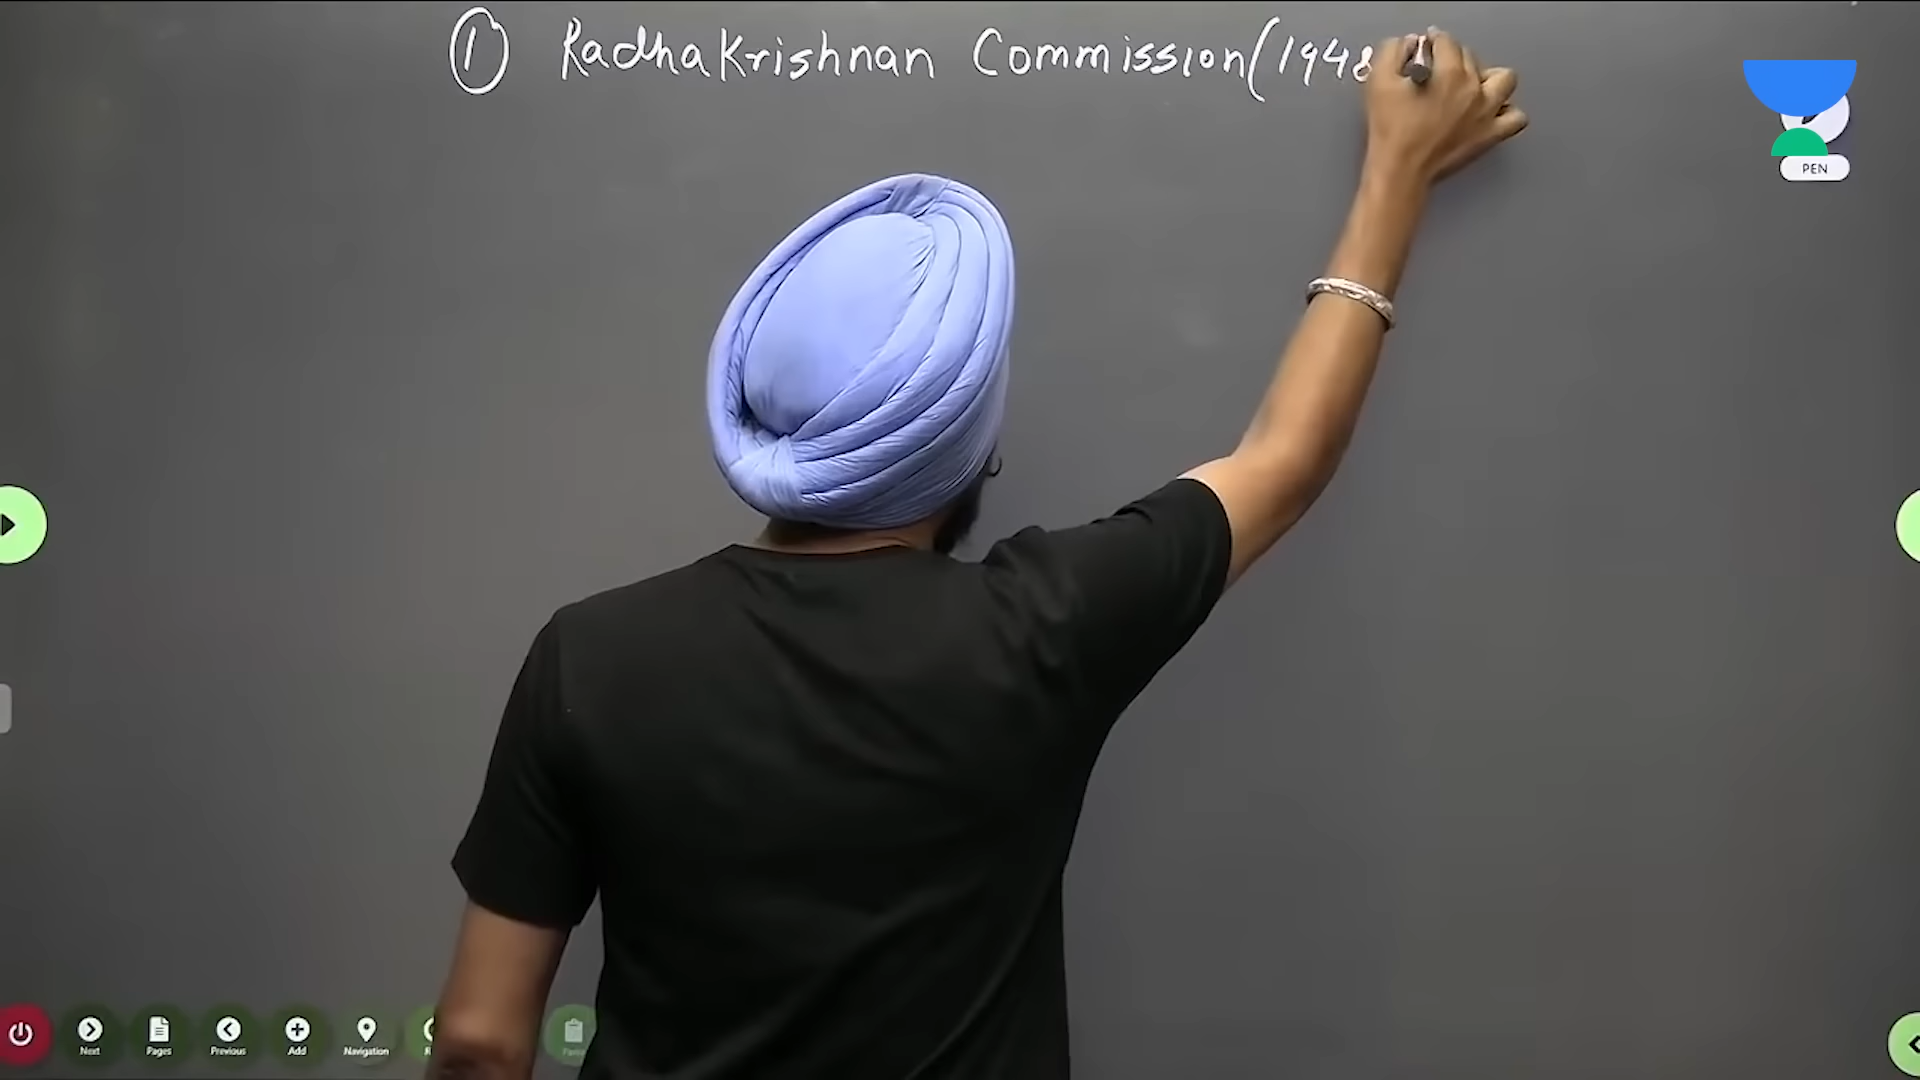 ① RadhaKrishnan Commission(1948
PEN
Next Pages Previous Add Navigation